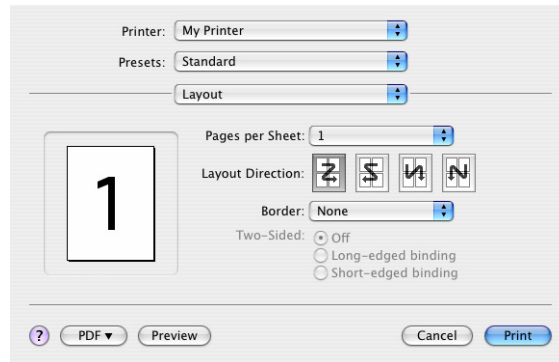 Printer: My Printer
Presets: Standard
Layout
Pages per Sheet: 1
Layout Direction:
Border: None
Two-Sided: Off
Long-edged binding
Short-edged binding
1
? PDF ▼ Preview Cancel Print